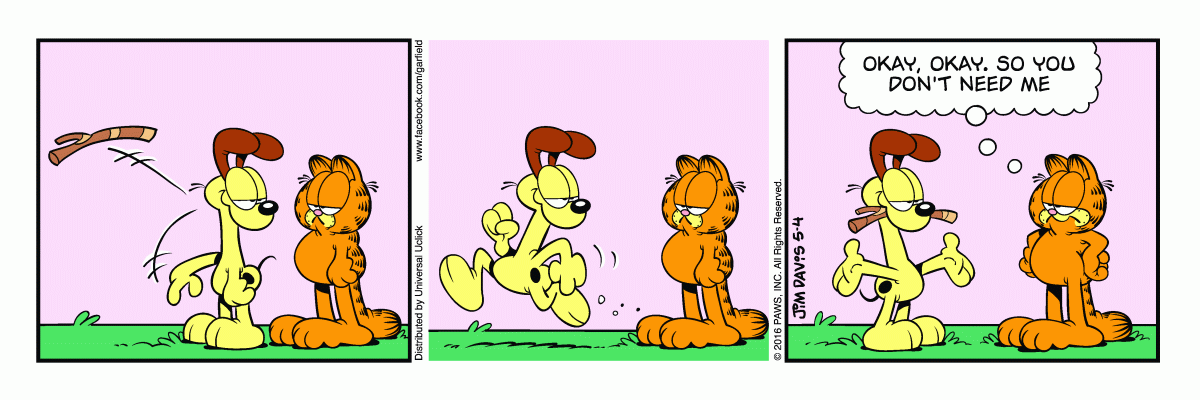 www.facebook.com/garfield
Distributed by Universal Uclick
© 2016 PAWS, INC. All Rights Reserved.
OKAY, OKAY. SO YOU
DON'T NEED ME
JIM DAVIS 5-4